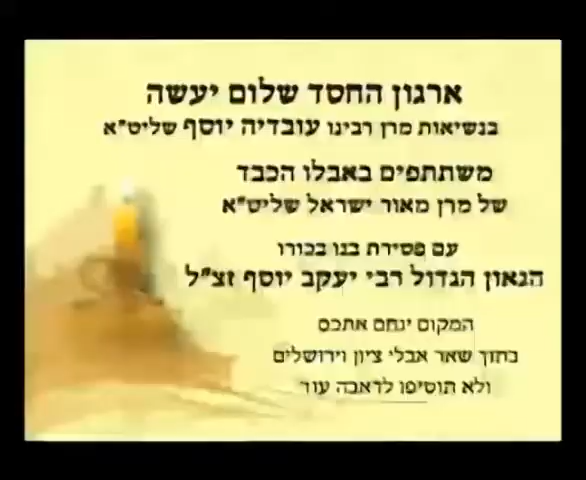 ארגון החסד שלום יעשה
בנשיאות מרן רבינו עובדיה יוסף שליט"א
משתתפים באבלו הכבד
של מרן מאור ישראל שליט"א
עם פטירת בנו בכורו
הגאון הגדול רבי יעקב יוסף זצ"ל
המקום ינחם אתכם
בתוך שאר אבלי ציון וירושלים
ולא תוסיפו לדאבה עוד